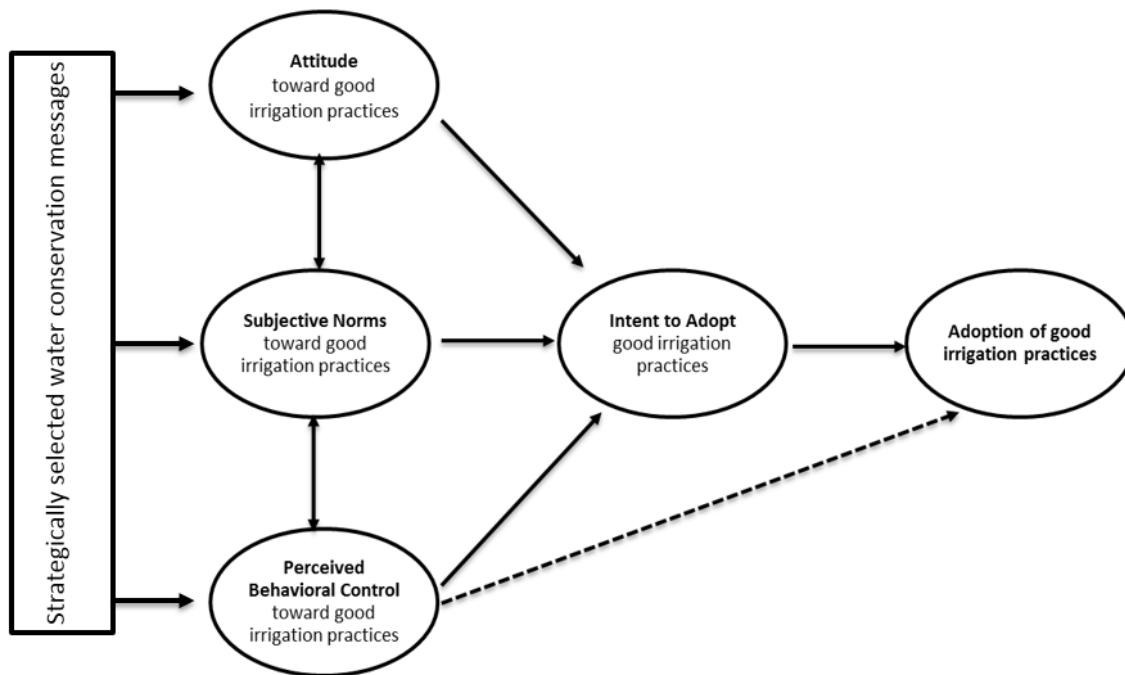 Strategically selected water conservation messages
Attitude
toward good
irrigation practices
Subjective Norms
toward good
irrigation practices
Perceived
Behavioral Control
toward good
irrigation practices
Intent to Adopt
good irrigation
practices
Adoption of good
irrigation practices